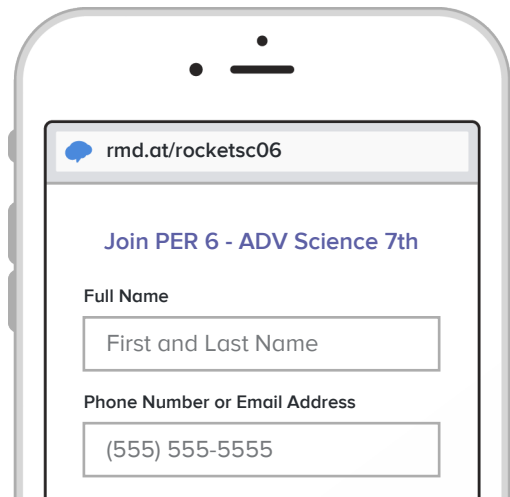 rmd.at/rocketsc06
Join PER 6 - ADV Science 7th
Full Name
First and Last Name
Phone Number or Email Address
(555) 555-5555